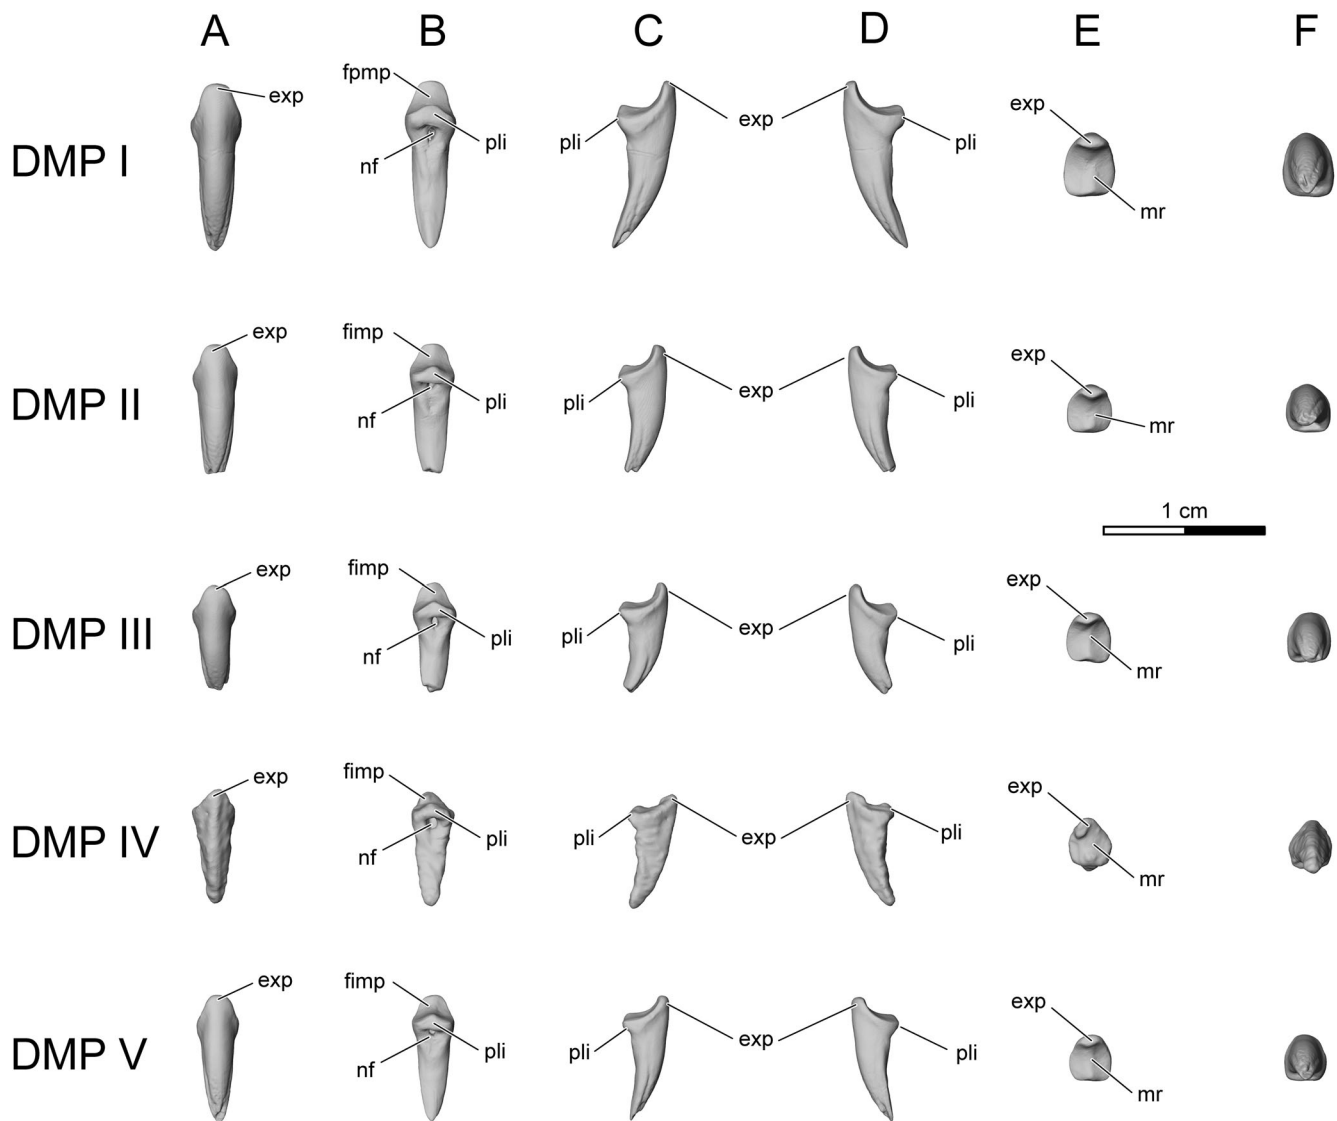 A B C D E F
DMP I
exp
fpmp
pli
nf
pli
exp
pli
exp
mr
DMP II
exp
fimp
pli
nf
pli
exp
pli
exp
mr
1 cm
DMP III
exp
fimp
pli
nf
pli
exp
pli
exp
mr
DMP IV
exp
fimp
pli
nf
pli
exp
pli
exp
mr
DMP V
exp
fimp
pli
nf
pli
exp
pli
exp
mr